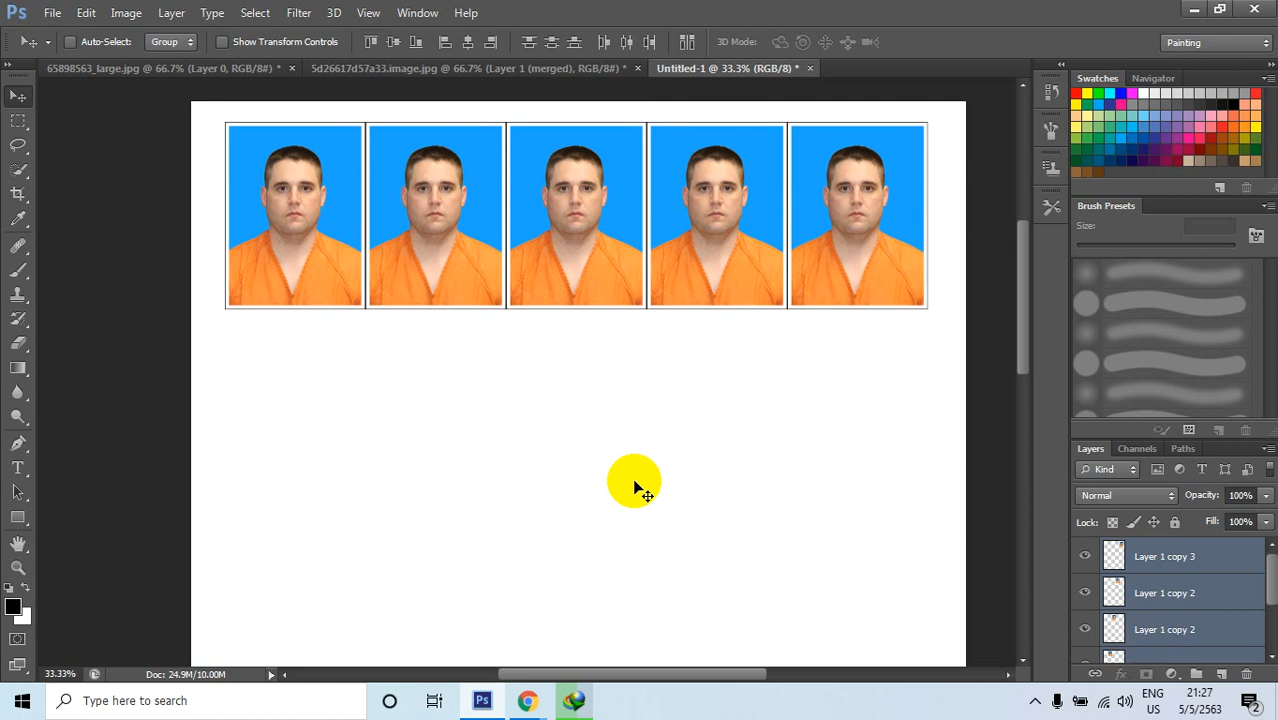 Ps File Edit Image Layer Type Select Filter 3D View Window Help
Auto-Select: Group Show Transform Controls 3D Mode: Painting
65898563_large.jpg @ 66.7% (Layer 0, RGB/8#) * × 5d26617d57a33.image.jpg @ 66.7% (Layer 1 (merged), RGB/8#) * × Untitled-1 @ 33.3% (RGB/8) * ×
Swatches Navigator
Brush Presets
Size:
Layers Channels Paths
Kind
Normal Opacity: 100%
Lock: Fill: 100%
Layer 1 copy 3
Layer 1 copy 2
Layer 1 copy 2
33.33% Doc: 24.9M/10.00M
Type here to search
Ps
ENG
US
21:27
5/5/2563
2